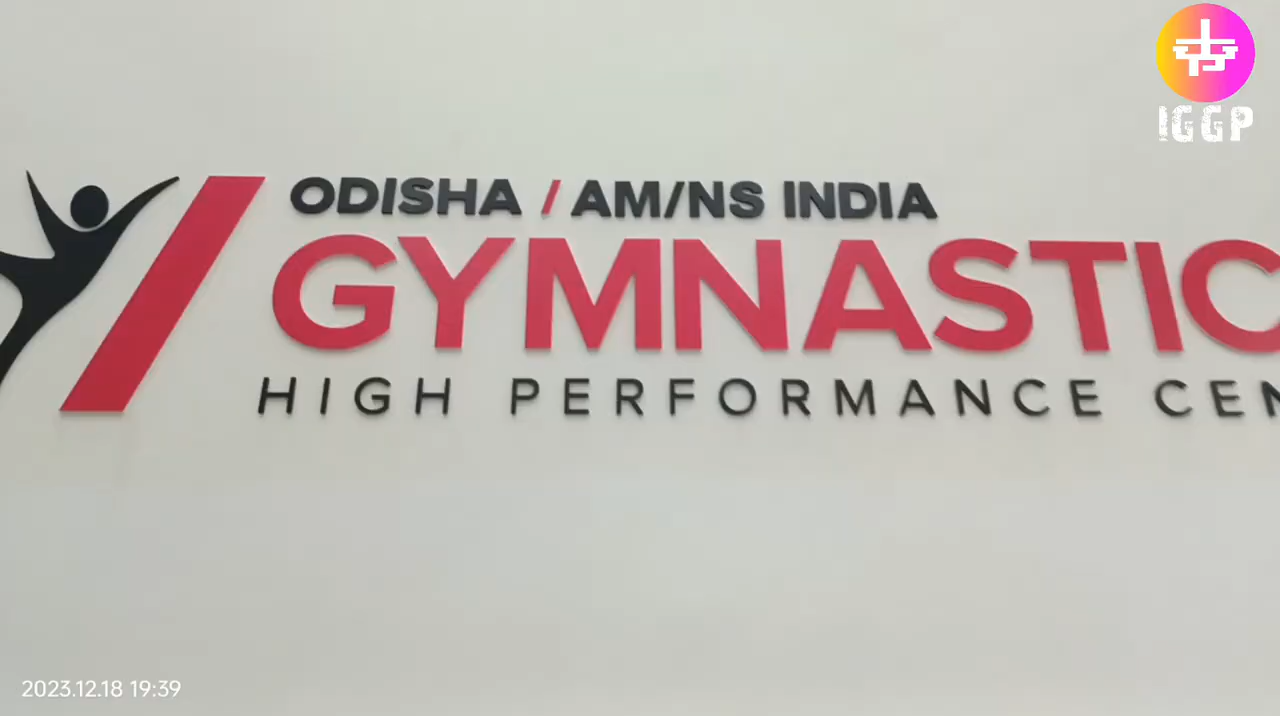 IGGP
ODISHA / AM/NS INDIA
GYMNASTIC
HIGH PERFORMANCE CEN
2023.12.18 19:39